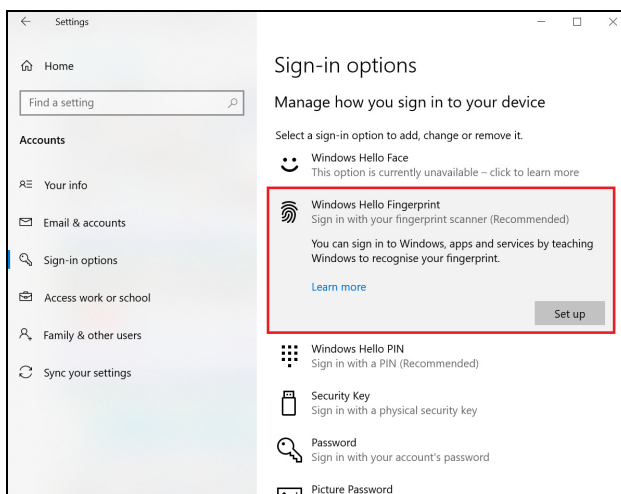 Settings
Home
Find a setting
Accounts
Your info
Email & accounts
Sign-in options
Access work or school
Family & other users
Sync your settings
Sign-in options
Manage how you sign in to your device
Select a sign-in option to add, change or remove it.
Windows Hello Face
This option is currently unavailable – click to learn more
Windows Hello Fingerprint
Sign in with your fingerprint scanner (Recommended)
You can sign in to Windows, apps and services by teaching
Windows to recognise your fingerprint.
Learn more
Set up
Windows Hello PIN
Sign in with a PIN (Recommended)
Security Key
Sign in with a physical security key
Password
Sign in with your account's password
Picture Password